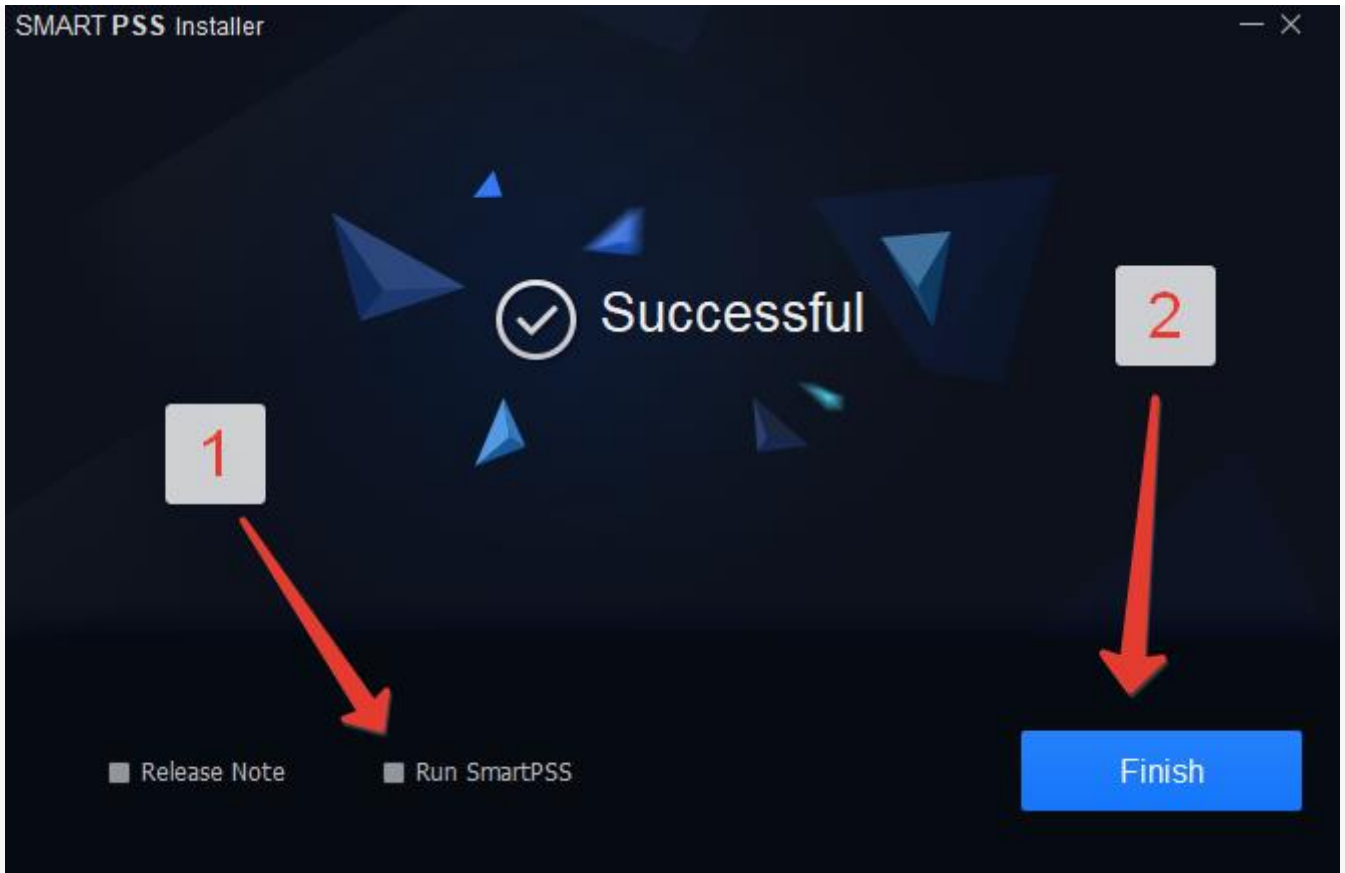 SMART PSS Installer
Successful
2
1
Release Note
Run SmartPSS
Finish